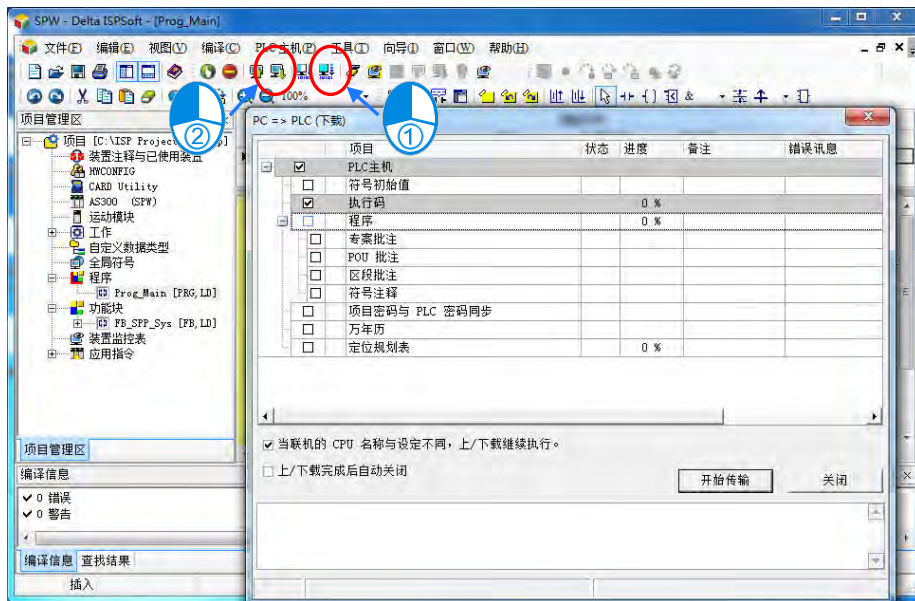 SPW - Delta ISPSoft - [Prog_Main]
文件(F) 编辑(E) 视图(V) 编译(C) PLC主机(P) 工具(T) 向导(I) 窗口(W) 帮助(H)
100%
项目管理区
PC => PLC (下载)
② ①
项目 [C:\ISP Project
装置注释与已使用装置
HWCONFIG
CARD Utility
AS300 (SPW)
运动模块
工作
自定义数据类型
全局符号
程序
Prog_Main [PRG,LD]
功能块
FB_SPP_Sys [FB,LD]
装置监控表
应用指令
项目 状态 进度 备注 错误讯息
PLC主机
符号初始值
执行码 0 %
程序 0 %
专案批注
POU 批注
区段批注
符号注释
项目密码与 PLC 密码同步
万年历
定位规划表 0 %
当联机的 CPU 名称与设定不同，上/下载继续执行。
上/下载完成后自动关闭
开始传输 关闭
项目管理区
编译信息
0 错误
0 警告
编译信息 查找结果
插入